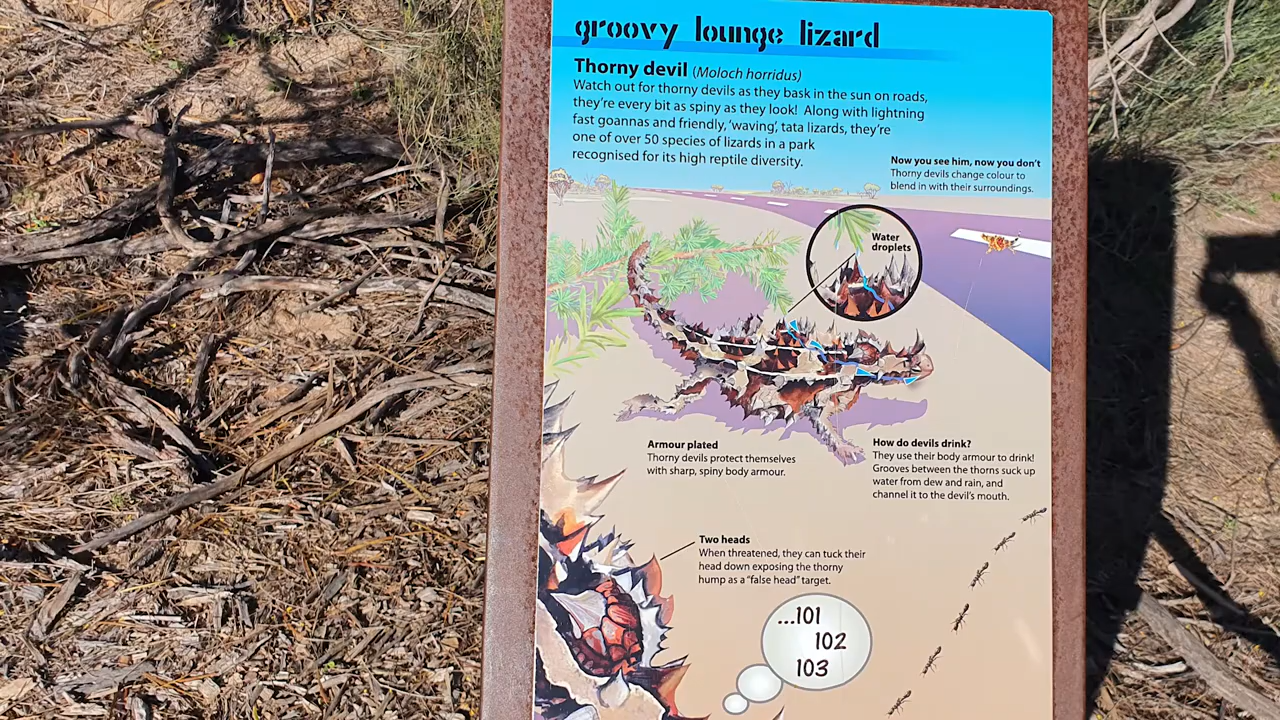 groovy lounge lizard
Thorny devil (Moloch horridus)
Watch out for thorny devils as they bask in the sun on roads,
they're every bit as spiny as they look! Along with lightning
fast goannas and friendly, 'waving', tata lizards, they're
one of over 50 species of lizards in a park
recognised for its high reptile diversity.
Now you see him, now you don't
Thorny devils change colour to
blend in with their surroundings.
Water
droplets
Armour plated
Thorny devils protect themselves
with sharp, spiny body armour.
How do devils drink?
They use their body armour to drink!
Grooves between the thorns suck up
water from dew and rain, and
channel it to the devil's mouth.
Two heads
When threatened, they can tuck their
head down exposing the thorny
hump as a "false head" target.
...101
102
103